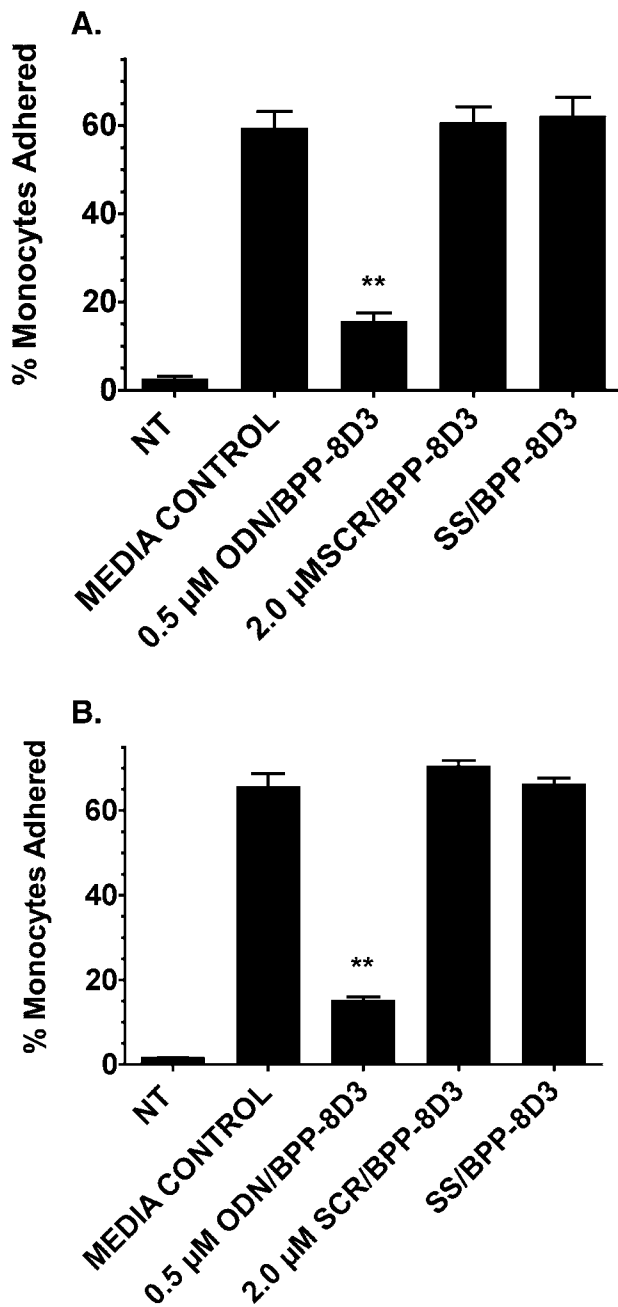 A.
% Monocytes Adhered
60
40
20
0
**
NT
MEDIA CONTROL
0.5 µM ODN/BPP-8D3
2.0 µMSCR/BPP-8D3
SS/BPP-8D3
B.
% Monocytes Adhered
60
40
20
0
**
NT
MEDIA CONTROL
0.5 µM ODN/BPP-8D3
2.0 µM SCR/BPP-8D3
SS/BPP-8D3